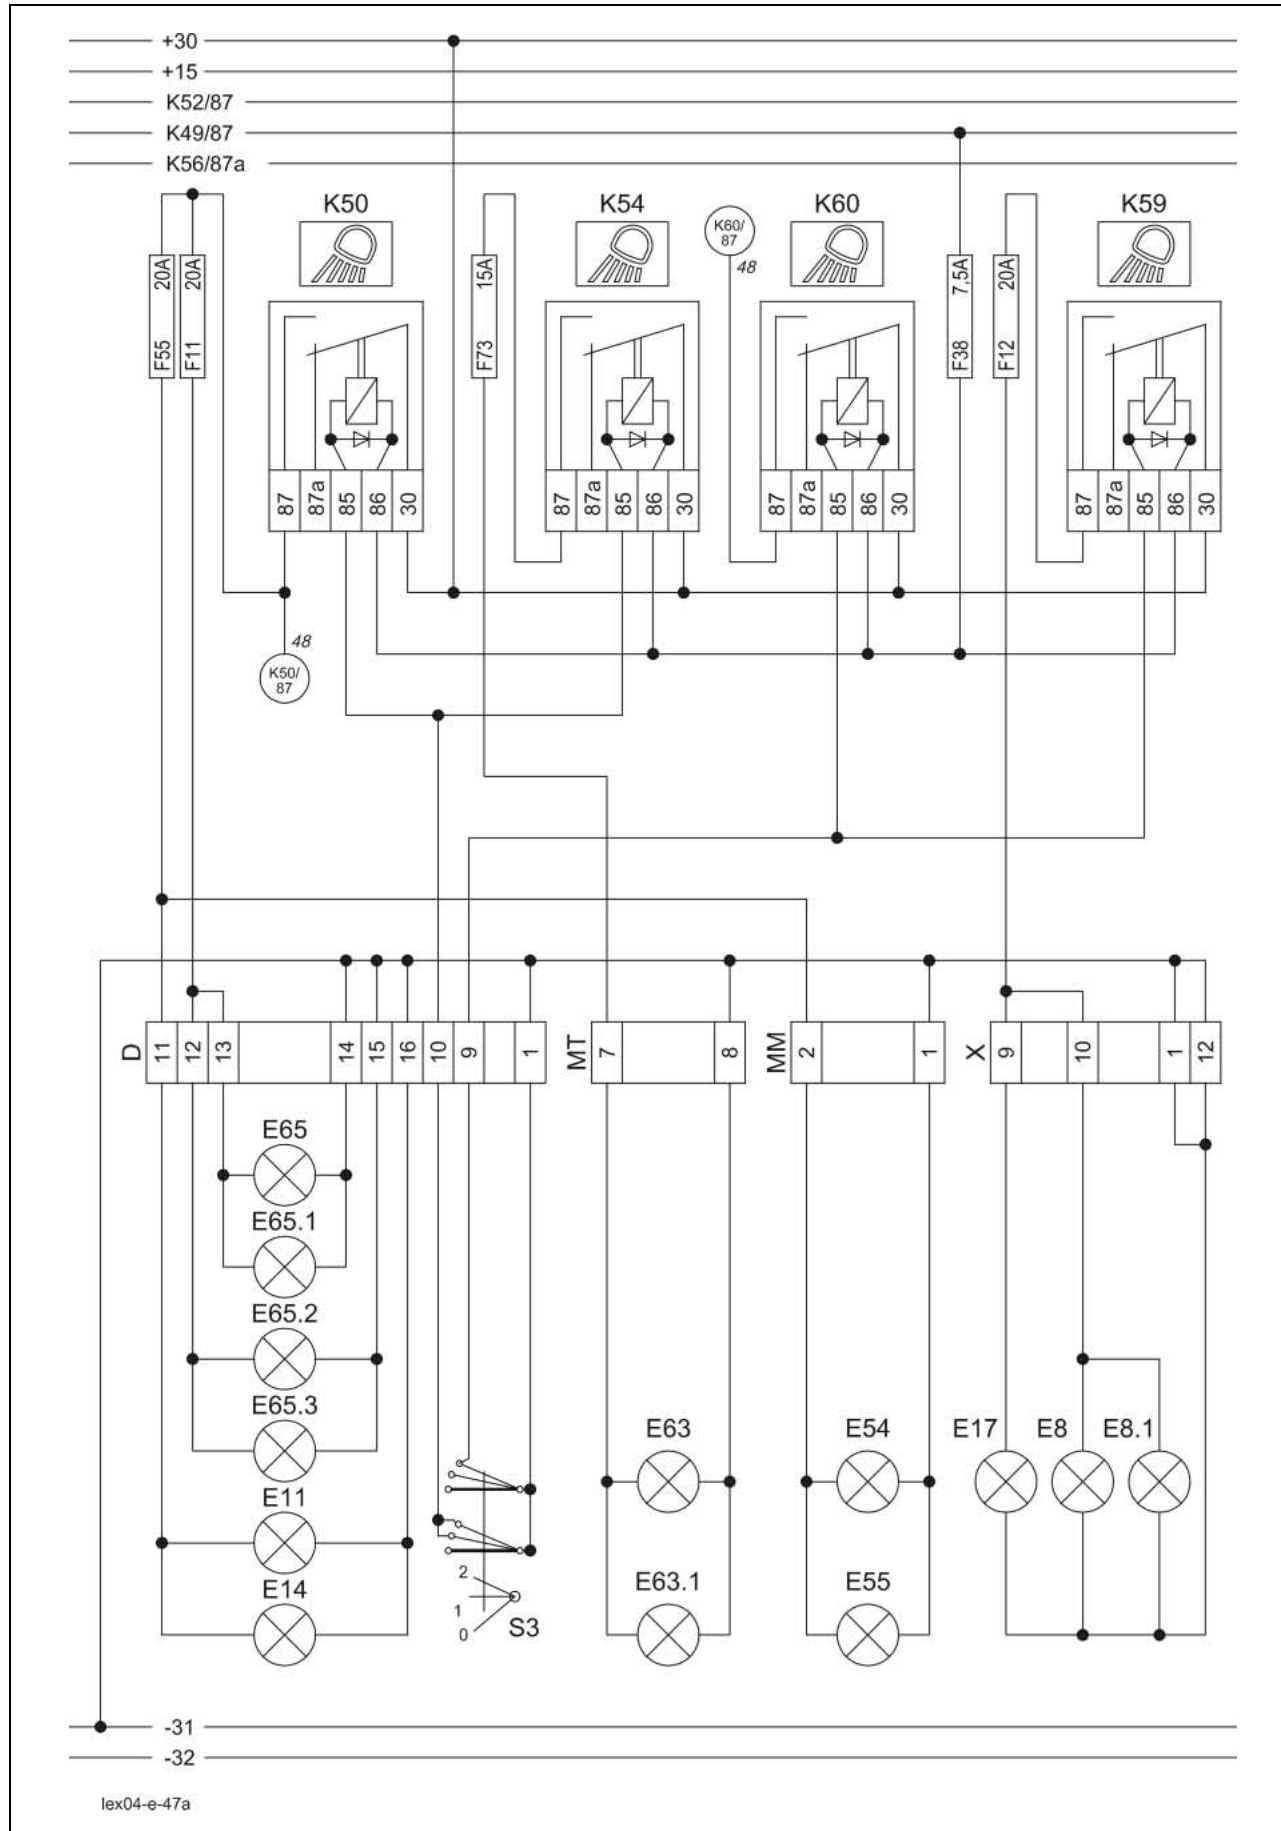 +30
+15
K52/87
K49/87
K56/87a
K50
K54
K60
K59
K60/
87
48
F55 20A
F11 20A
F73 15A
F38 7,5A
F12 20A
87 87a 85 86 30
87 87a 85 86 30
87 87a 85 86 30
87 87a 85 86 30
48
K50/
87
D 11 12 13 14 15 16 10 9 1
MT 7 8
MM 2 1
X 9 10 1 12
E65
E65.1
E65.2
E65.3
E11
E14
2
1
0
S3
E63
E63.1
E54
E55
E17
E8
E8.1
-31
-32
lex04-e-47a